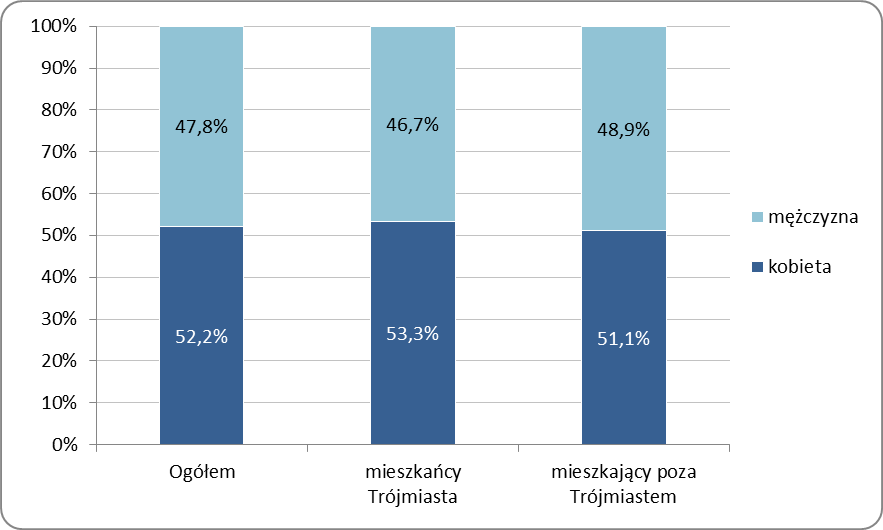 100%
90%
80%
70%
60%
50%
40%
30%
20%
10%
0%
47,8%
46,7%
48,9%
52,2%
53,3%
51,1%
Ogółem
mieszkańcy
Trójmiasta
mieszkający poza
Trójmiastem
mężczyzna
kobieta